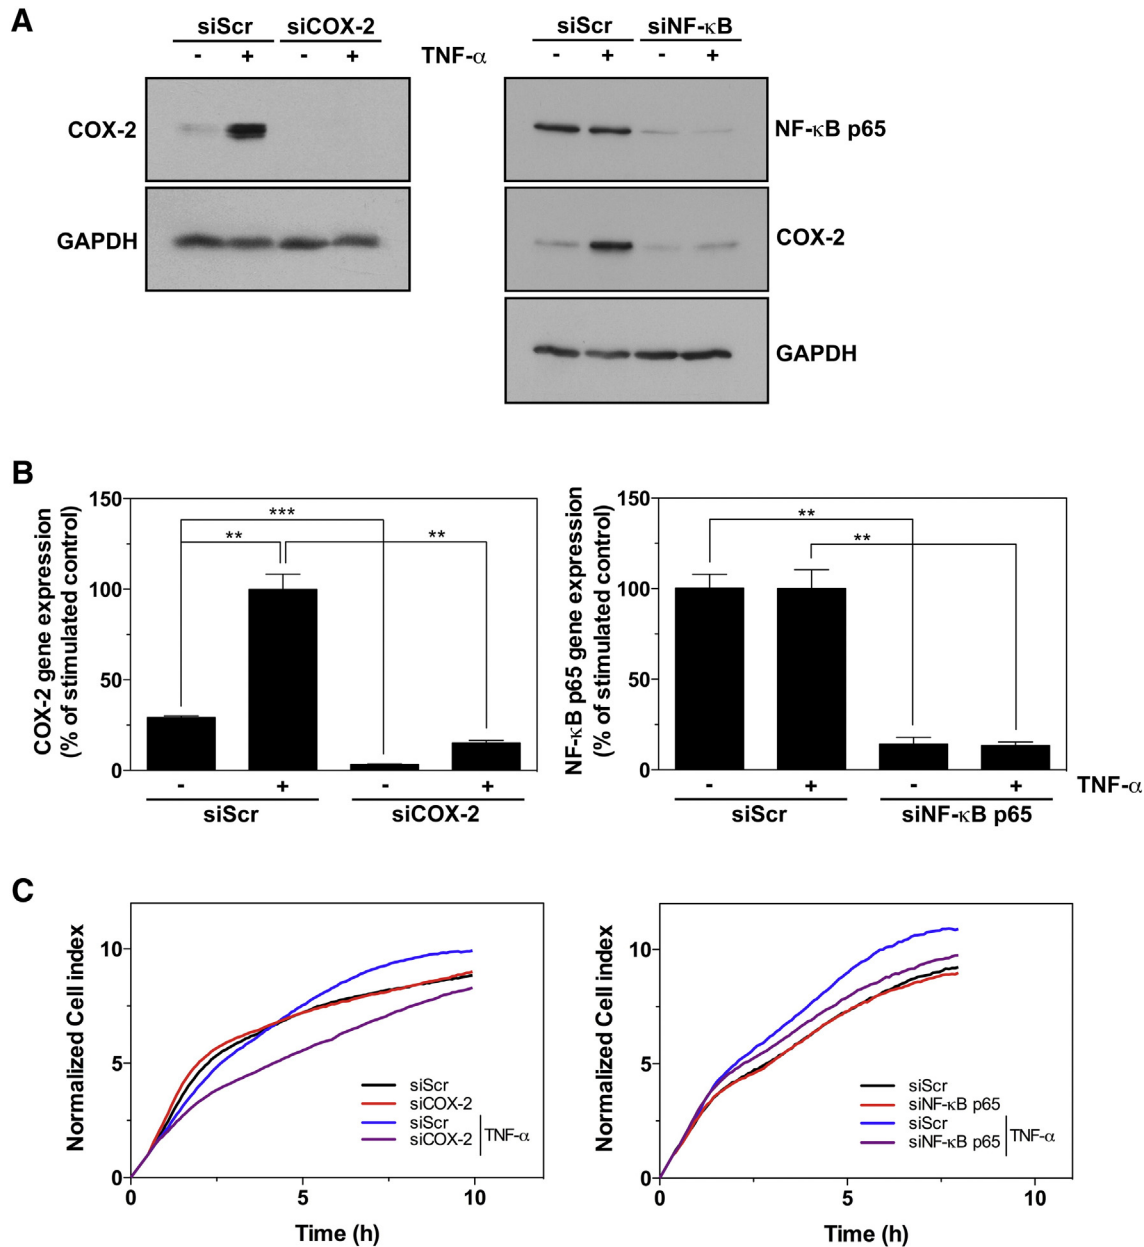 A
siScr siCOX-2
- + - +
TNF-α
siScr siNF-κB
- + - +
COX-2
GAPDH
NF-κB p65
COX-2
GAPDH
B
COX-2 gene expression
(% of stimulated control)
150
100
50
0
***
** **
- + - +
siScr siCOX-2
NF-κB p65 gene expression
(% of stimulated control)
150
100
50
0
**
**
- + - + TNF-α
siScr siNF-κB p65
C
Normalized Cell index
10
5
0
siScr
siCOX-2
siScr
siCOX-2
TNF-α
0 5 10
Time (h)
Normalized Cell index
10
5
0
siScr
siNF-κB p65
siScr
siNF-κB p65
TNF-α
0 5 10
Time (h)